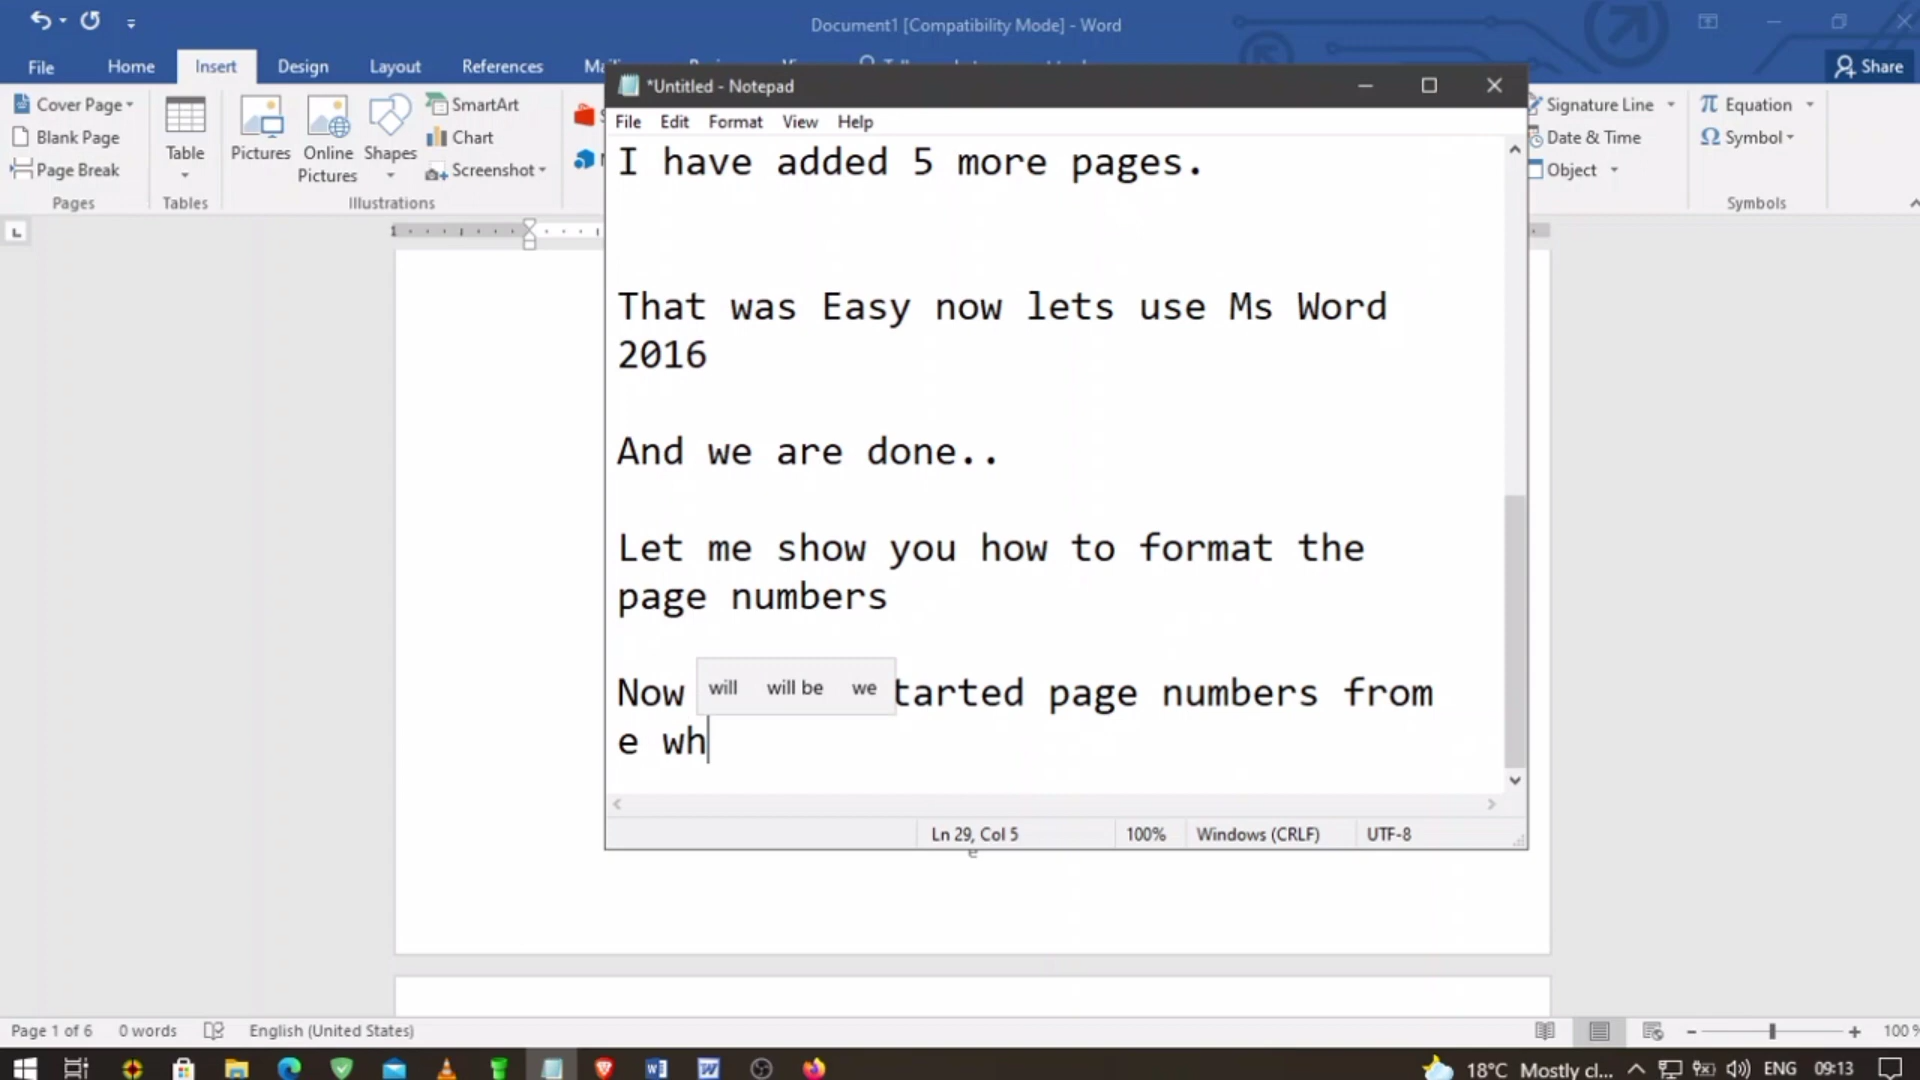 Document1 [Compatibility Mode] - Word
File Home Insert Design Layout References
Share
*Untitled - Notepad
File Edit Format View Help
Cover Page
Blank Page
Page Break
Pages
Table
Tables
Pictures
Online Pictures
Shapes
SmartArt
Chart
Screenshot
Illustrations
Signature Line
Date & Time
Object
Equation
Symbol
Symbols
1
I have added 5 more pages.
That was Easy now lets use Ms Word
2016
And we are done..
Let me show you how to format the
page numbers
Now tarted page numbers from
will will be we
e wh
Ln 29, Col 5 100% Windows (CRLF) UTF-8
e
Page 1 of 6 0 words English (United States) 100 %
18°C Mostly cl... ENG 09:13